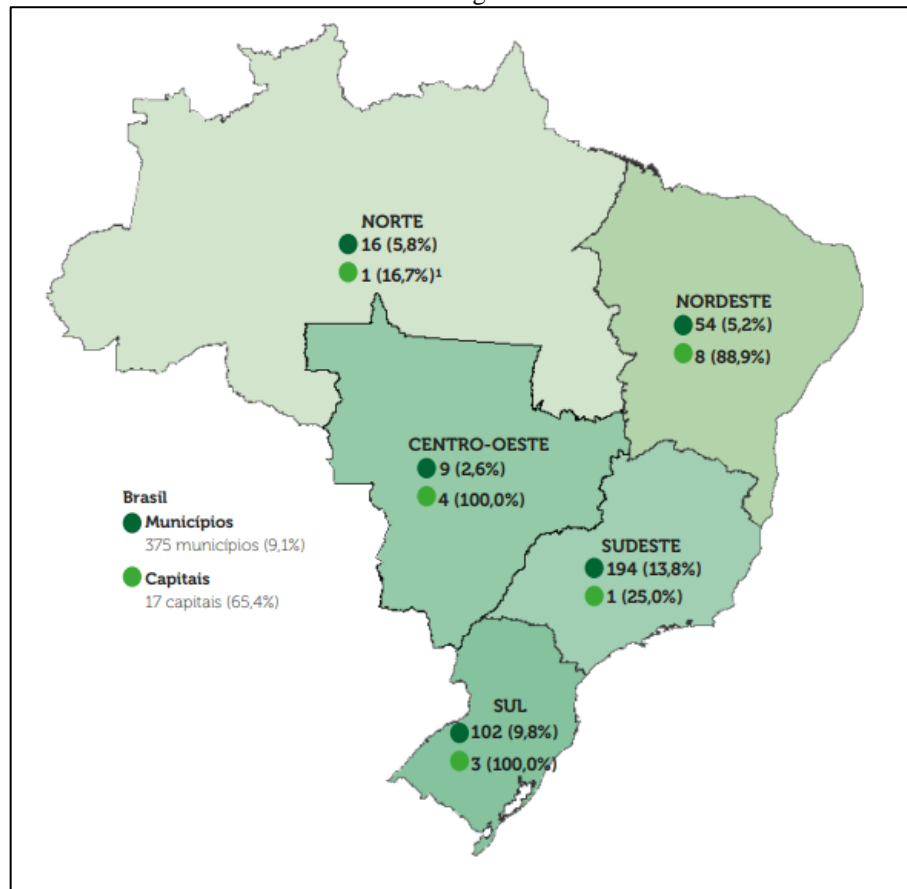 NORTE
16 (5,8%)
1 (16,7%)¹
NORDESTE
54 (5,2%)
8 (88,9%)
CENTRO-OESTE
9 (2,6%)
4 (100,0%)
Brasil
Municípios
375 municípios (9,1%)
Capitais
17 capitais (65,4%)
SUDESTE
194 (13,8%)
1 (25,0%)
SUL
102 (9,8%)
3 (100,0%)